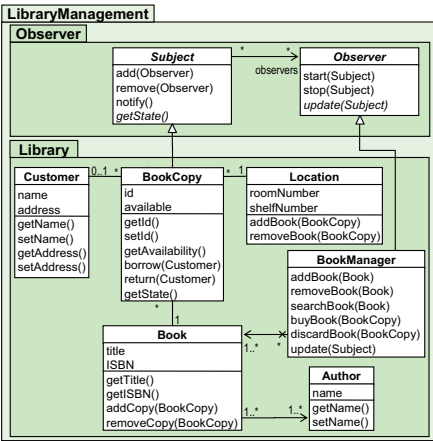 LibraryManagement
Observer
Subject
add(Observer)
remove(Observer)
notify()
getState()
* *
observers
Observer
start(Subject)
stop(Subject)
update(Subject)
Library
Customer
name
address
getName()
setName()
getAddress()
setAddress()
0..1 *
BookCopy
id
available
getId()
setId()
getAvailability()
borrow(Customer)
return(Customer)
getState()
* 1
Location
roomNumber
shelfNumber
addBook(BookCopy)
removeBook(BookCopy)
BookManager
addBook(Book)
removeBook(Book)
searchBook(Book)
buyBook(BookCopy)
discardBook(BookCopy)
update(Subject)
*
1
Book
title
ISBN
getTitle()
getISBN()
addCopy(BookCopy)
removeCopy(BookCopy)
1..* *
1..* 1..*
Author
name
getName()
setName()